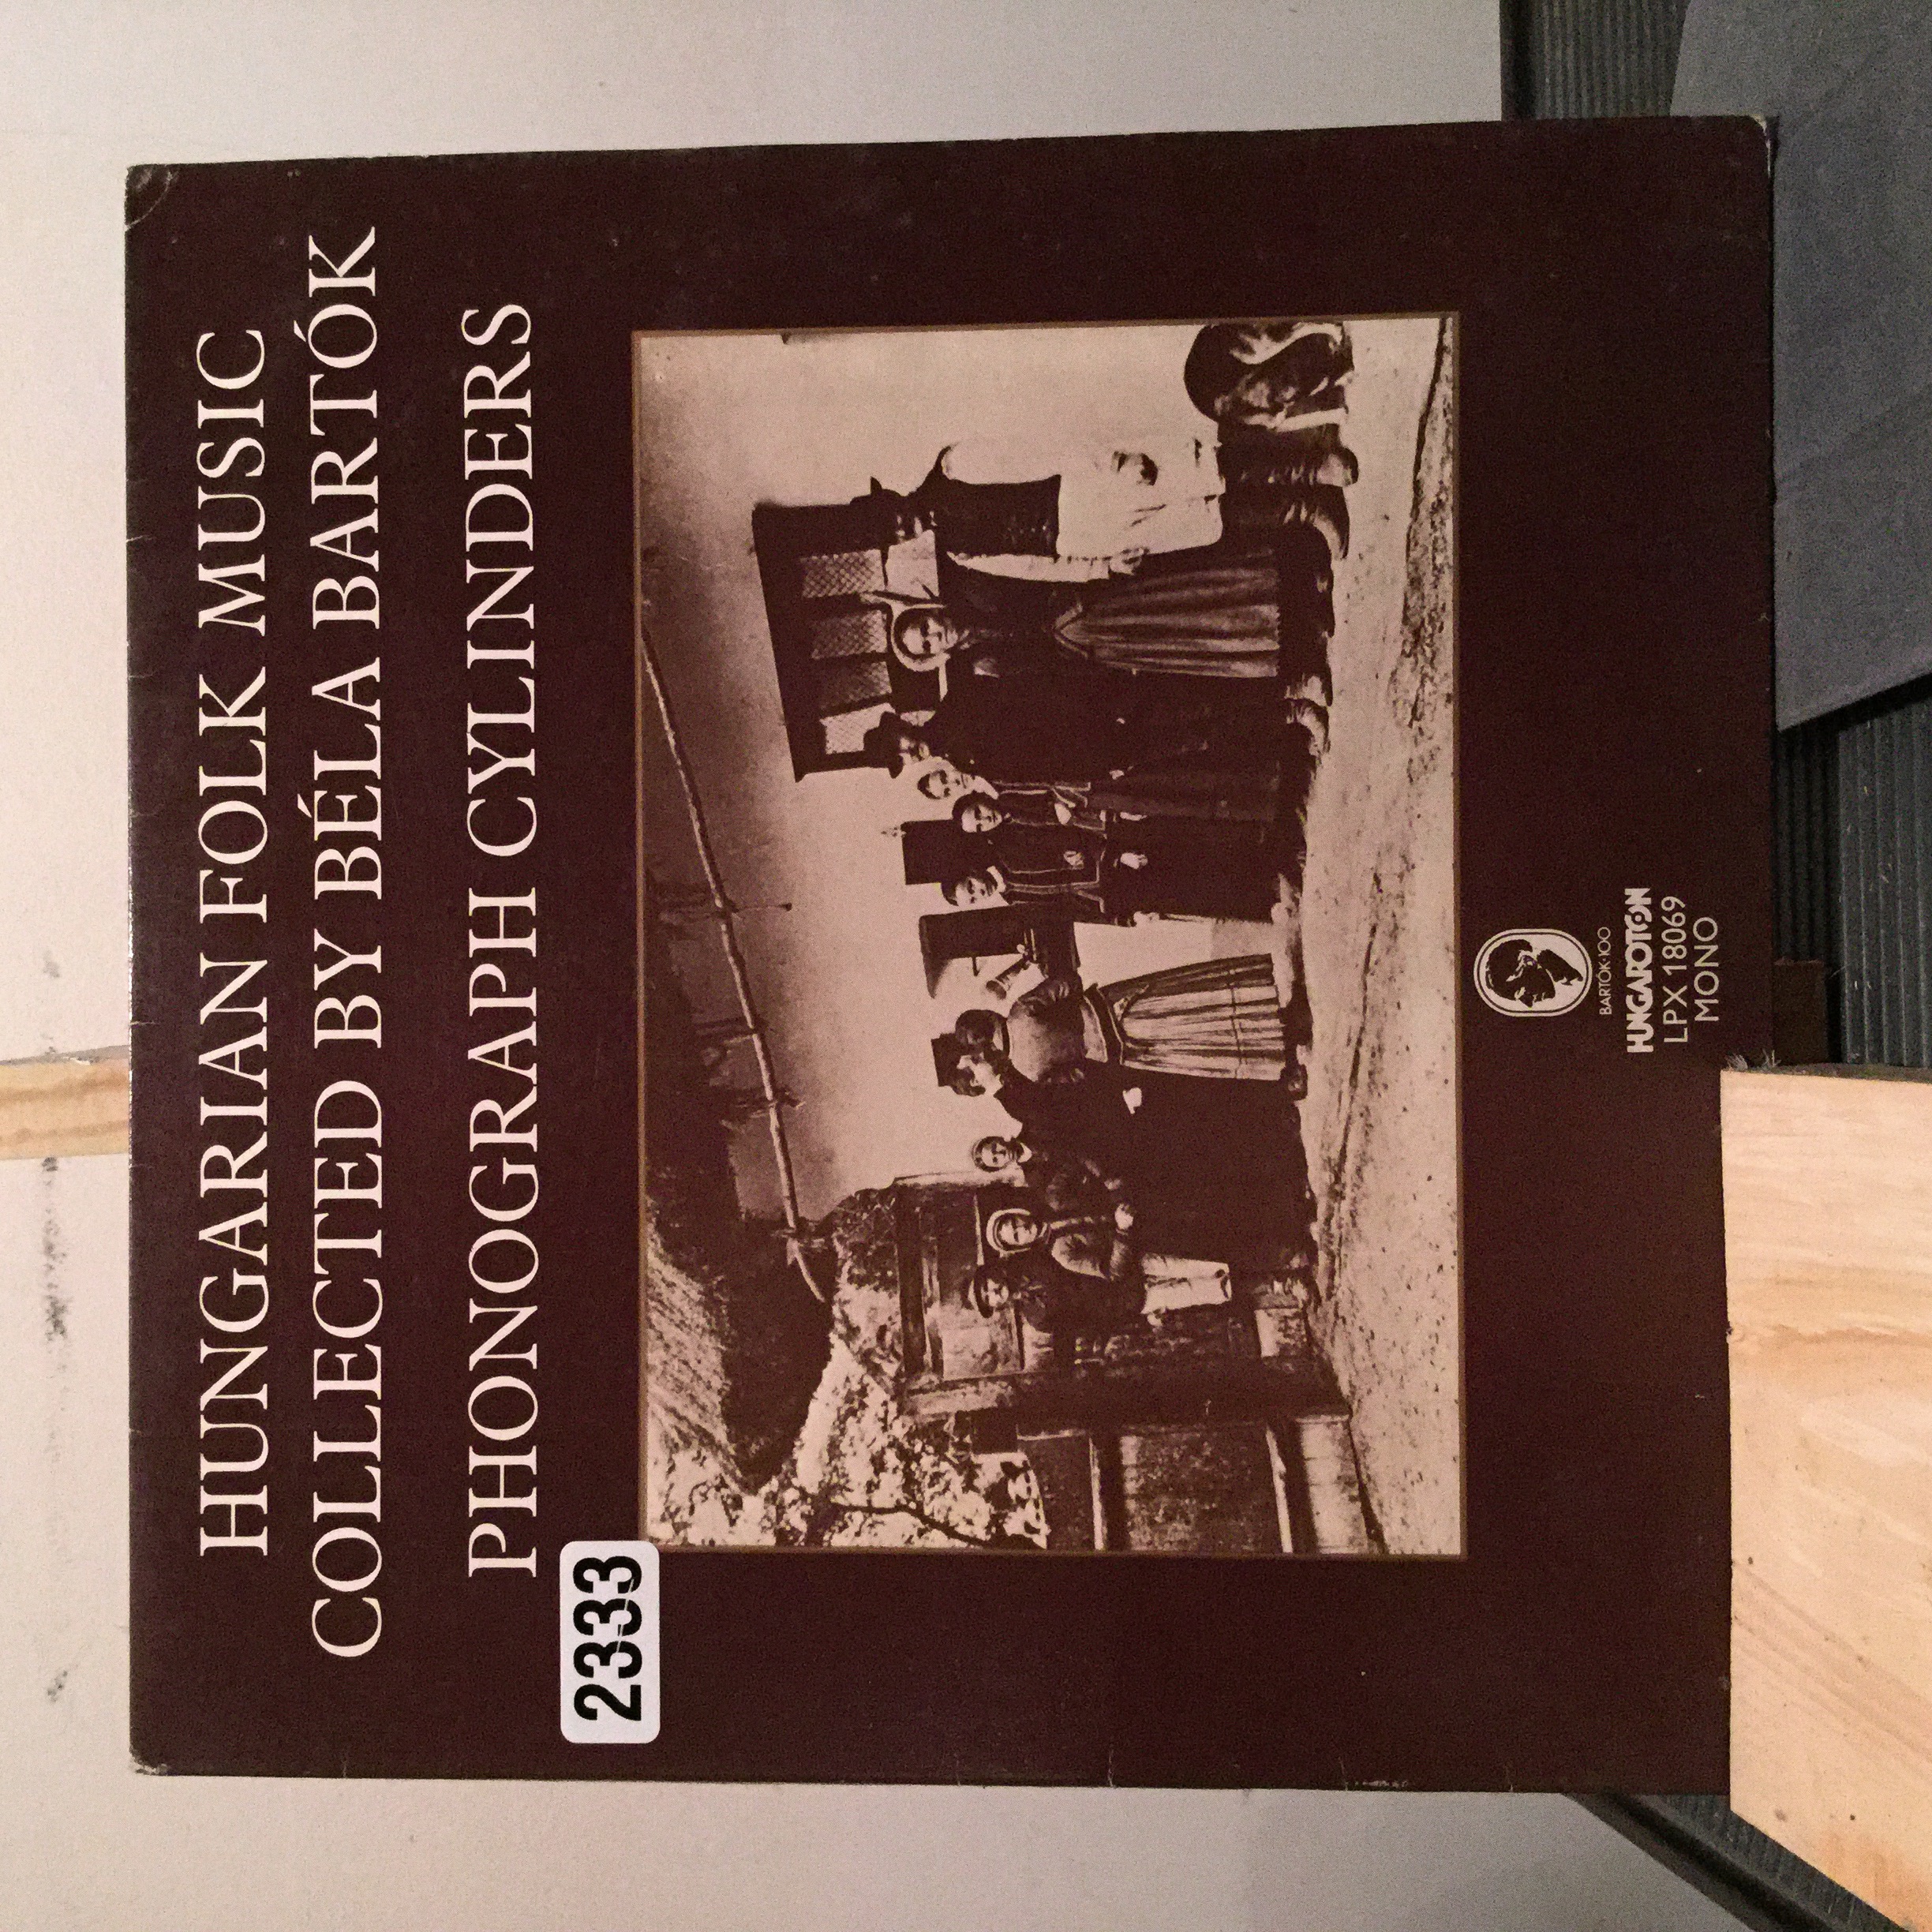 HUNGARIAN FOLK MUSIC
COLLECTED BY BÉLA BARTÓK
PHONOGRAPH CYLINDERS
2333
BARTÓK·100
HUNGAROTON
LPX 18069
MONO